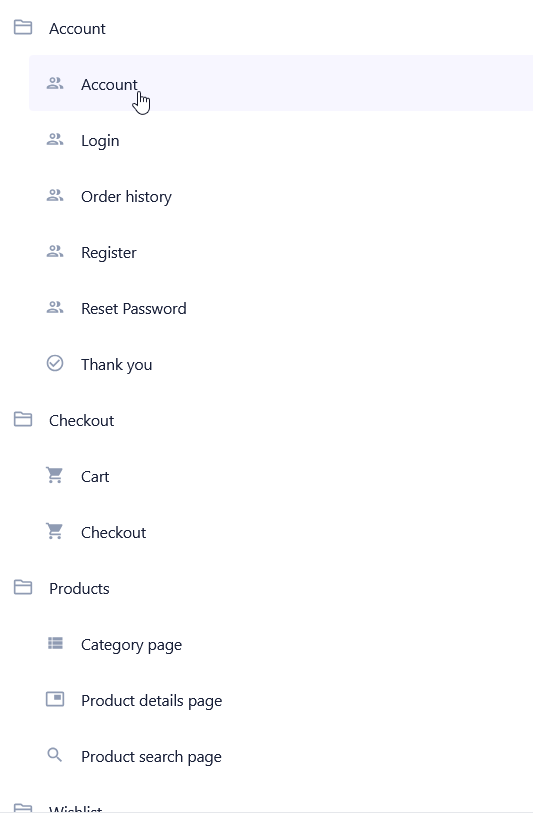 Account
Account
Login
Order history
Register
Reset Password
Thank you
Checkout
Cart
Checkout
Products
Category page
Product details page
Product search page
Wishlist